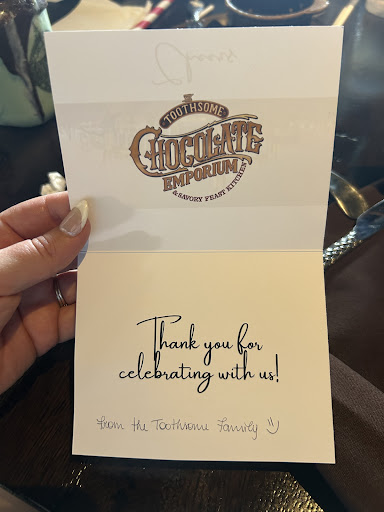 TOOTHSOME
CHOCOLATE
EMPORIUM
& SAVORY FEAST KITCHEN
Thank you for
celebrating with us!
from the Toothsome Family